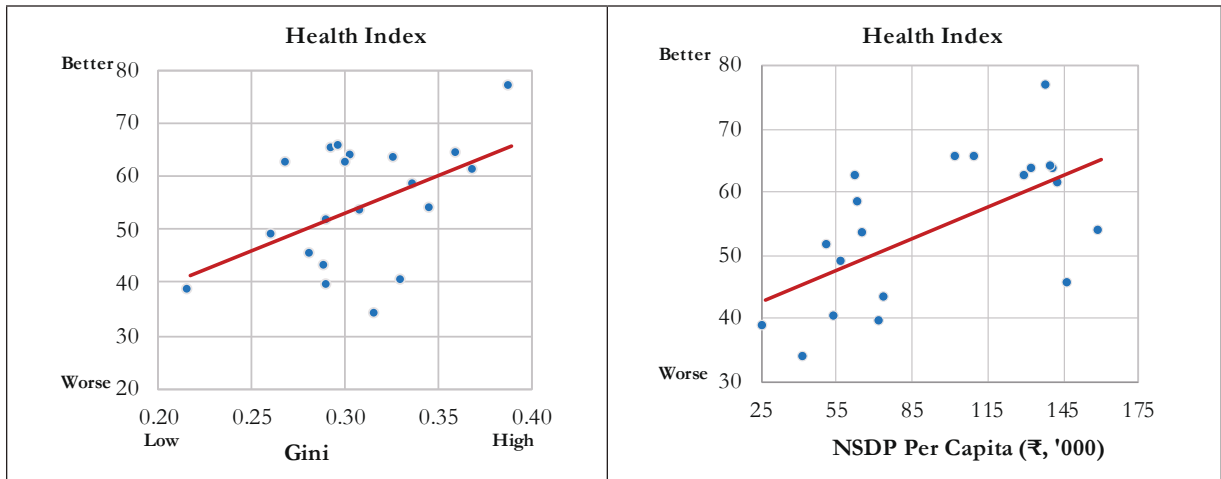 Health Index
Better
80
70
60
50
40
30
Worse
20
0.20 0.25 0.30 0.35 0.40
Low High
Gini
Health Index
Better
80
70
60
50
40
Worse
30
25 55 85 115 145 175
NSDP Per Capita (₹, '000)